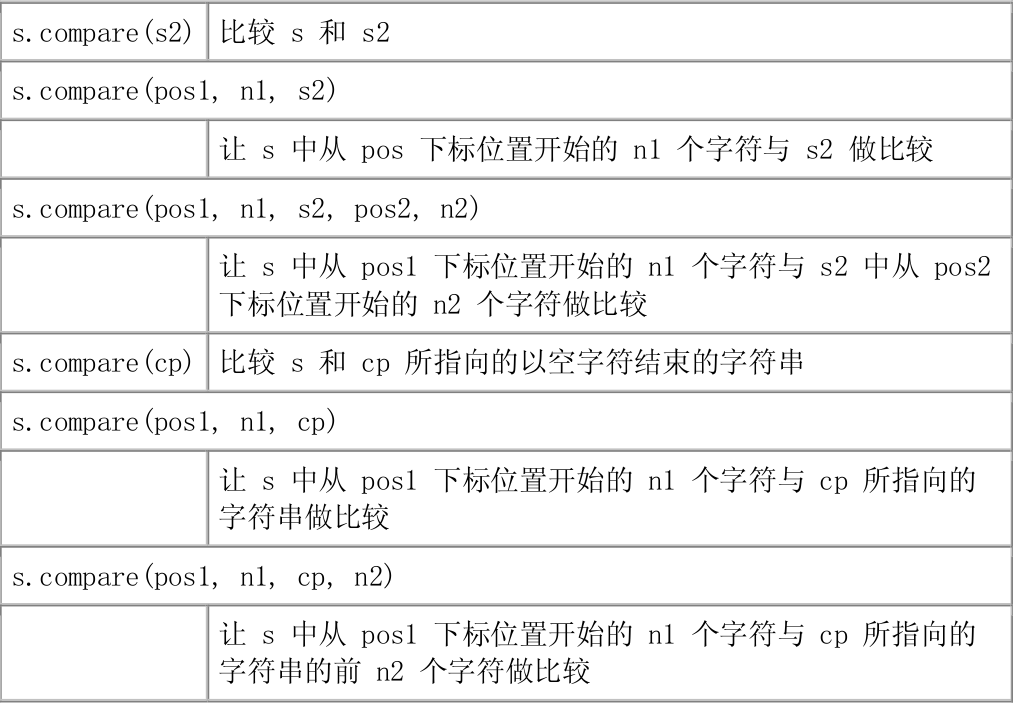 s.compare(s2) 比较 s 和 s2
s.compare(pos1, n1, s2)
让 s 中从 pos 下标位置开始的 n1 个字符与 s2 做比较
s.compare(pos1, n1, s2, pos2, n2)
让 s 中从 pos1 下标位置开始的 n1 个字符与 s2 中从 pos2
下标位置开始的 n2 个字符做比较
s.compare(cp) 比较 s 和 cp 所指向的以空字符结束的字符串
s.compare(pos1, n1, cp)
让 s 中从 pos1 下标位置开始的 n1 个字符与 cp 所指向的
字符串做比较
s.compare(pos1, n1, cp, n2)
让 s 中从 pos1 下标位置开始的 n1 个字符与 cp 所指向的
字符串的前 n2 个字符做比较